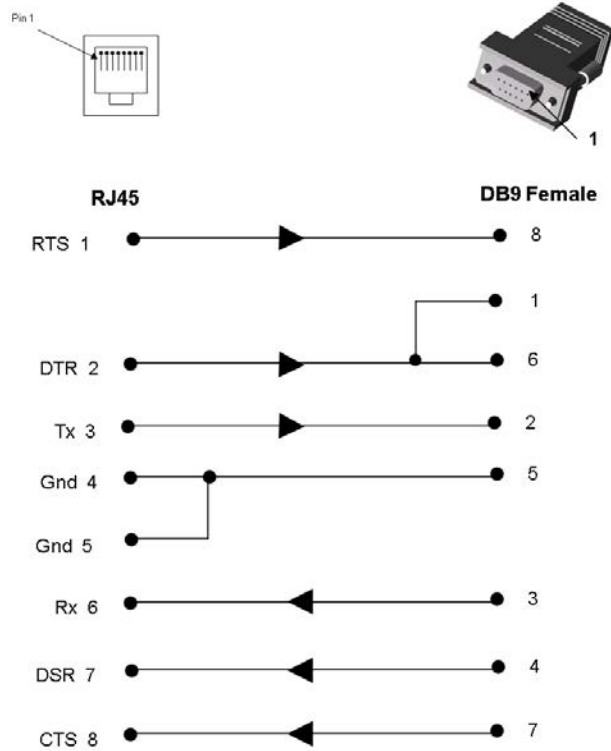 Pin 1
1
RJ45 DB9 Female
RTS 1 8
1
DTR 2 6
Tx 3 2
Gnd 4 5
Gnd 5
Rx 6 3
DSR 7 4
CTS 8 7